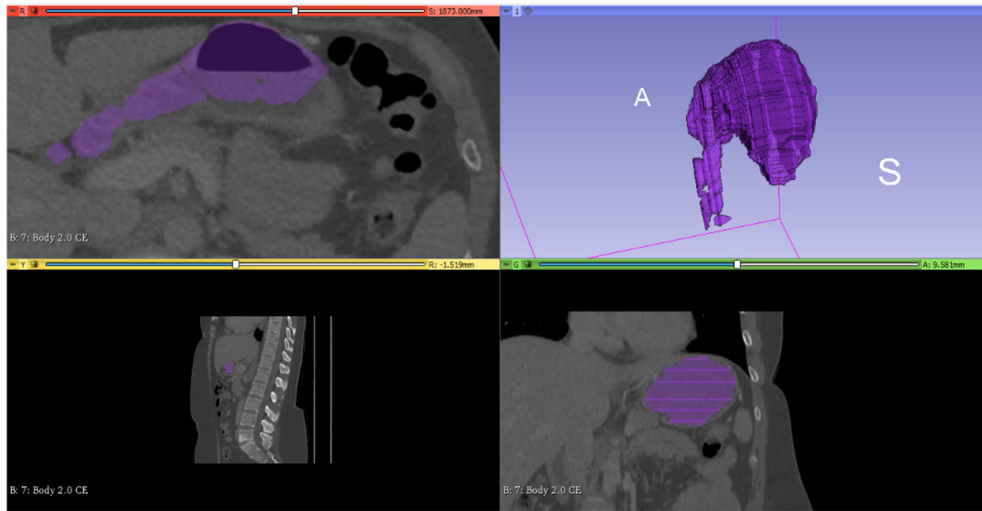 R S: 1873.000mm
1
A
S
B: 7: Body 2.0 CE
Y R: -1.519mm
G A: 9.581mm
B: 7: Body 2.0 CE
B: 7: Body 2.0 CE